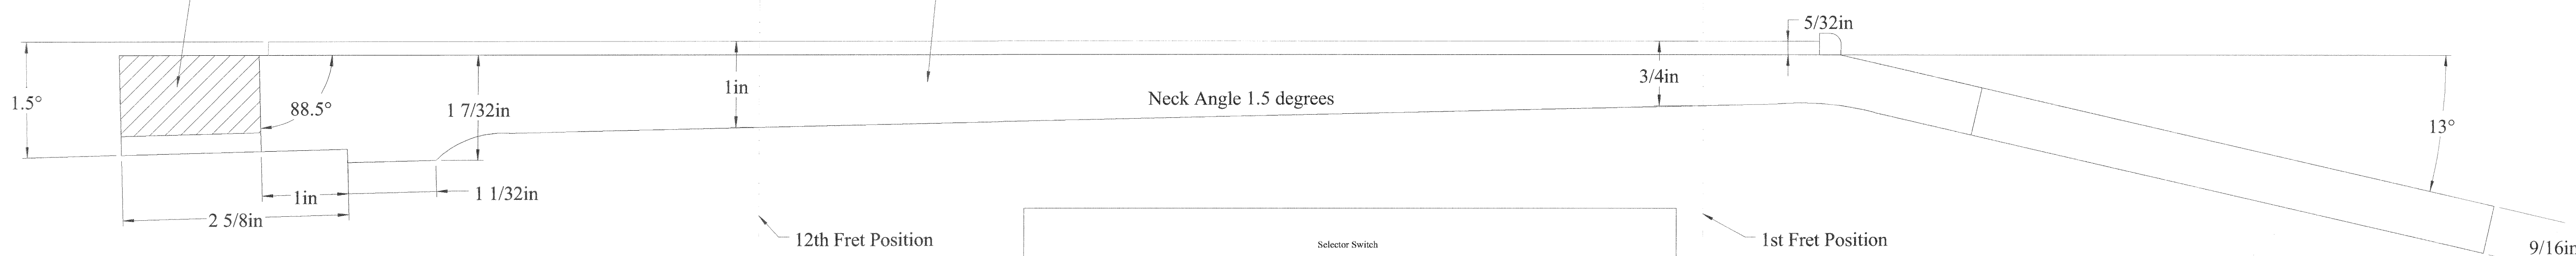 5/32in
1in
3/4in
1.5°
88.5°
1 7/32in
Neck Angle 1.5 degrees
13°
1in
1 1/32in
2 5/8in
12th Fret Position
Selector Switch
1st Fret Position
9/16in